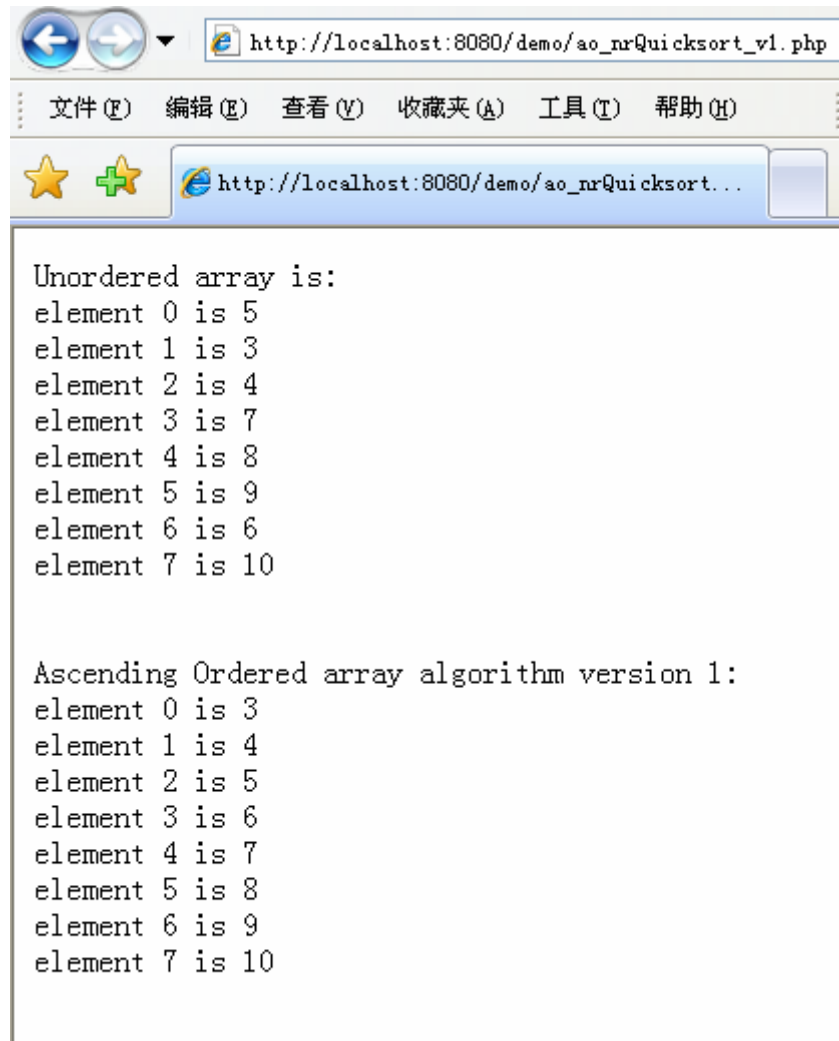 http://localhost:8080/demo/ao_nrQuicksort_v1.php
文件(F) 编辑(E) 查看(V) 收藏夹(A) 工具(T) 帮助(H)
http://localhost:8080/demo/ao_nrQuicksort...
Unordered array is:
element 0 is 5
element 1 is 3
element 2 is 4
element 3 is 7
element 4 is 8
element 5 is 9
element 6 is 6
element 7 is 10
Ascending Ordered array algorithm version 1:
element 0 is 3
element 1 is 4
element 2 is 5
element 3 is 6
element 4 is 7
element 5 is 8
element 6 is 9
element 7 is 10